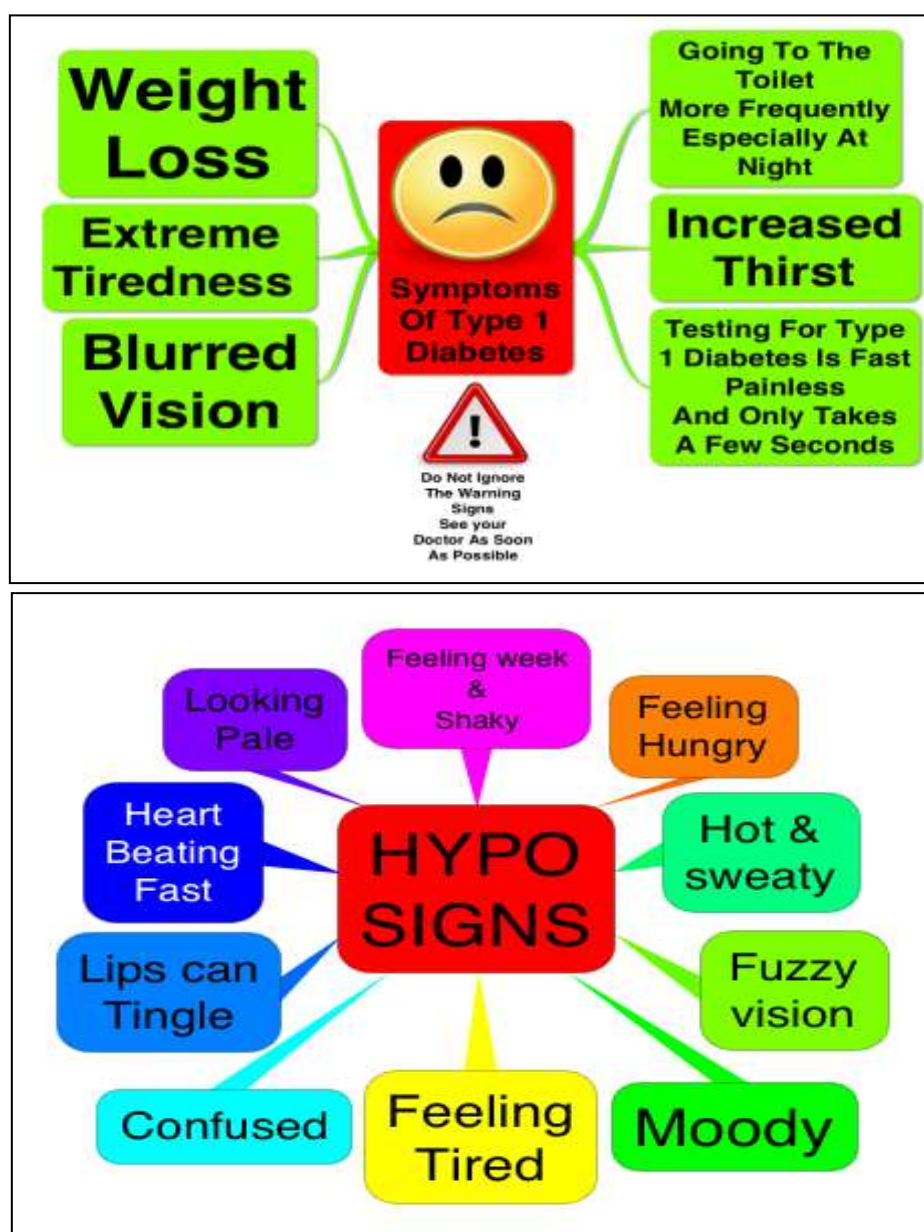 Weight
Loss
Extreme
Tiredness
Blurred
Vision
Symptoms
Of Type 1
Diabetes
!
Do Not Ignore
The Warning
Signs
See your
Doctor As Soon
As Possible
Going To The
Toilet
More Frequently
Especially At
Night
Increased
Thirst
Testing For Type
1 Diabetes Is Fast
Painless
And Only Takes
A Few Seconds
Looking
Pale
Feeling week
&
Shaky
Feeling
Hungry
Heart
Beating
Fast
HYPO
SIGNS
Hot &
sweaty
Lips can
Tingle
Fuzzy
vision
Confused
Feeling
Tired
Moody